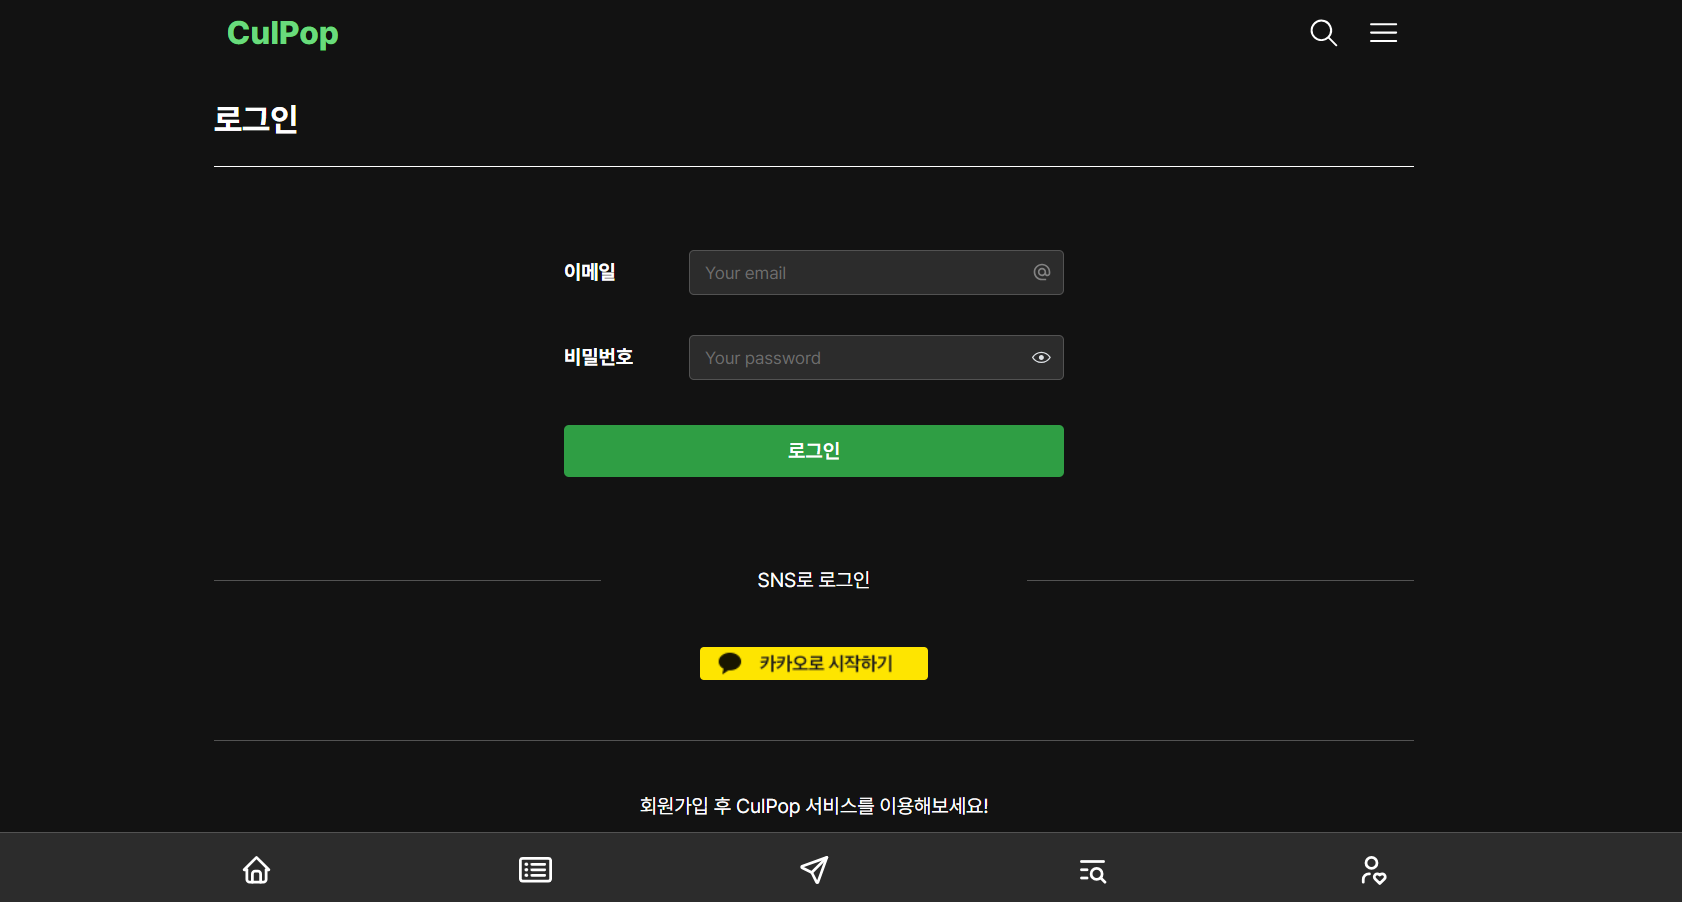 CulPop
로그인
이메일
Your email
@
비밀번호
Your password
로그인
SNS로 로그인
카카오로 시작하기
회원가입 후 CulPop 서비스를 이용해보세요!